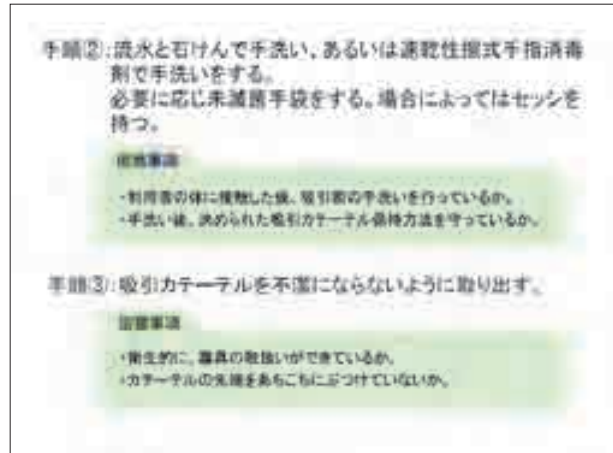 手順②:流水と石けんで手洗い、あるいは速乾性擦式手指消毒
剤で手洗いをする。
必要に応じ未滅菌手袋をする。場合によってはセッシを
持つ。
留意事項
・利用者の体に接触した後、吸引前の手洗いを行っているか。
・手洗い後、決められた吸引カテーテル保持方法を守っているか。
手順③:吸引カテーテルを不潔にならないように取り出す。
留意事項
・衛生的に、器具の取扱いができているか。
・カテーテルの先端をあちこちにぶつけていないか。